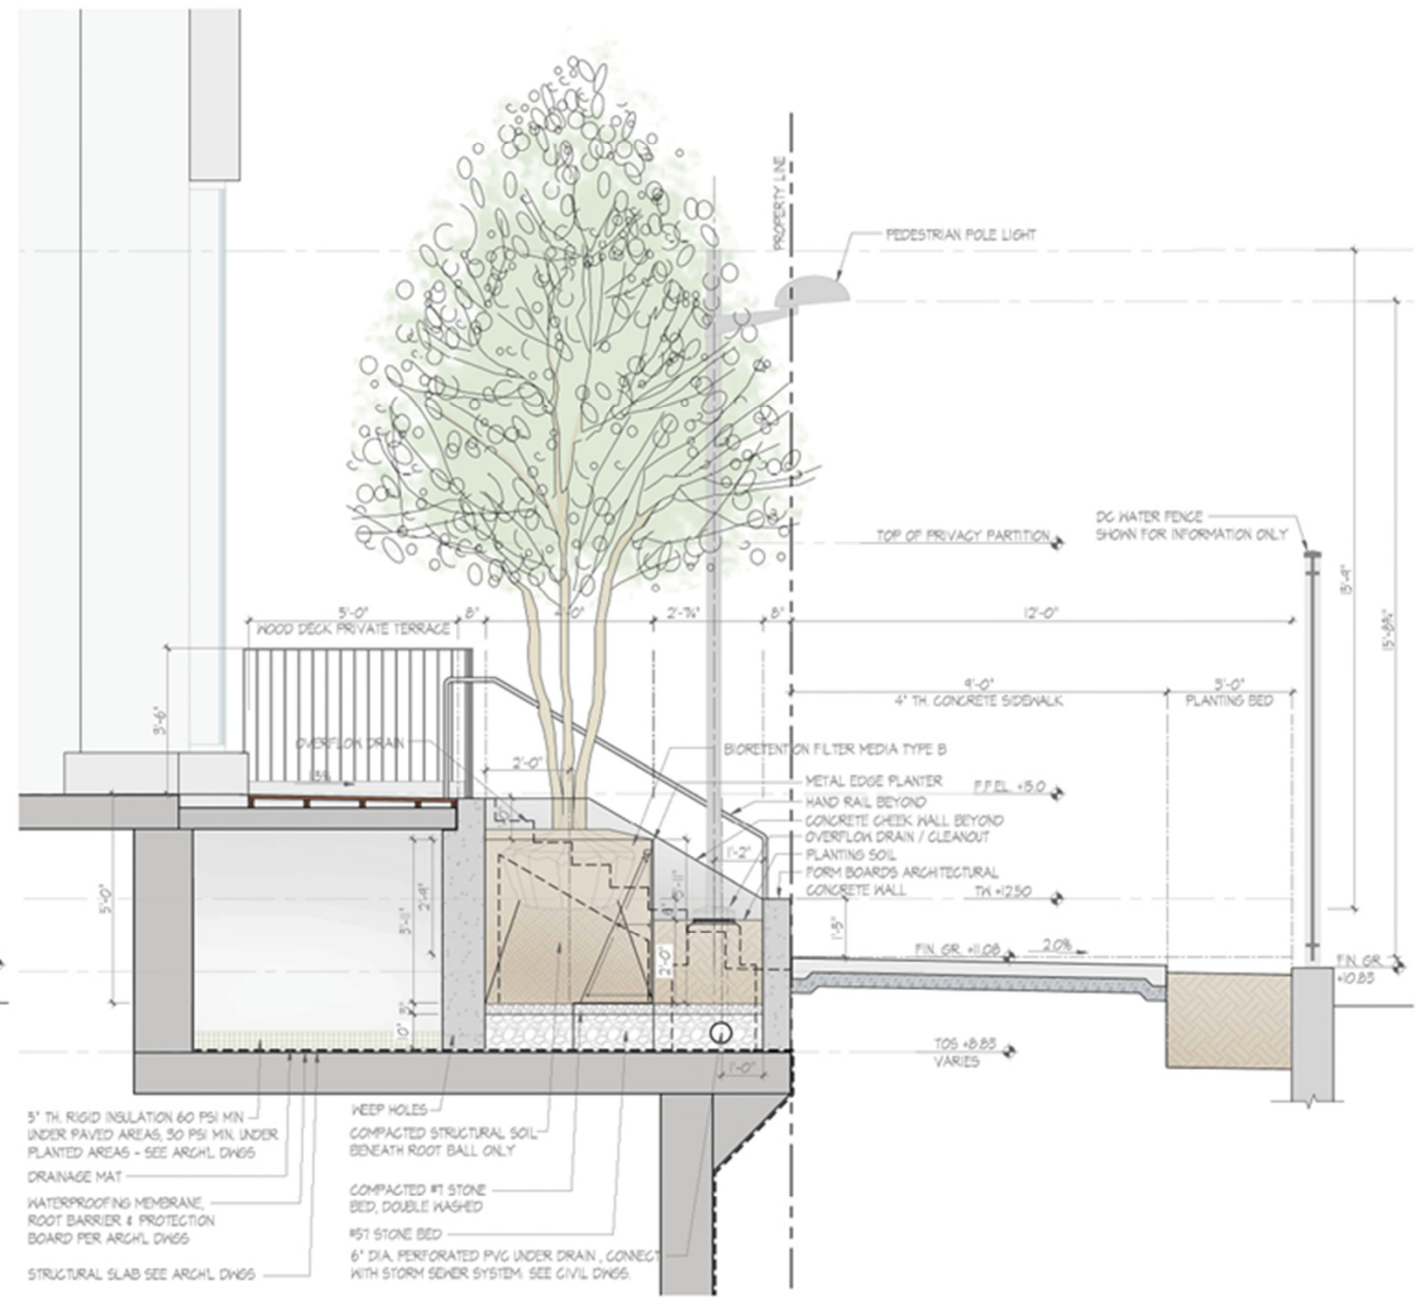 PROPERTY LINE
PEDESTRIAN POLE LIGHT
DC WATER FENCE
SHOWN FOR INFORMATION ONLY
TOP OF PRIVACY PARTITION
13'-9"
15'-8¾"
5'-0"
8"
4'-0"
8"
12'-0"
WOOD DECK PRIVATE TERRACE
9'-0"
4" TH. CONCRETE SIDEWALK
3'-0"
PLANTING BED
3'-6"
OVERFLOW DRAIN
2'-0"
1.5%
BIORETENTION FILTER MEDIA TYPE B
METAL EDGE PLANTER
F.F.EL. +15.0
HAND RAIL BEYOND
CONCRETE CHEEK WALL BEYOND
OVERFLOW DRAIN / CLEANOUT
1'-2"
PLANTING SOIL
FORM BOARDS ARCHITECTURAL
CONCRETE WALL
TW +12.50
5'-0"
3'-11"
2'-9"
2'-0"
1'-5"
FIN. GR. +11.08
2.0%
FIN. GR.
+10.83
3"
10"
TOS +8.83
VARIES
1'-0"
3" TH. RIGID INSULATION 60 PSI MIN
UNDER PAVED AREAS, 30 PSI MIN. UNDER
PLANTED AREAS - SEE ARCH'L DWGS
DRAINAGE MAT
WATERPROOFING MEMBRANE,
ROOT BARRIER & PROTECTION
BOARD PER ARCH'L DWGS
STRUCTURAL SLAB SEE ARCH'L DWGS
WEEP HOLES
COMPACTED STRUCTURAL SOIL
BENEATH ROOT BALL ONLY
COMPACTED #7 STONE
BED, DOUBLE WASHED
#57 STONE BED
6" DIA. PERFORATED PVC UNDER DRAIN, CONNECT
WITH STORM SEWER SYSTEM: SEE CIVIL DWGS.